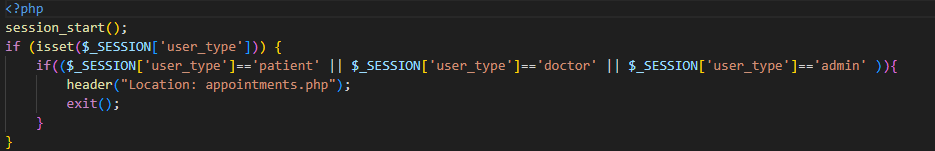 <?php
session_start();
if (isset($_SESSION['user_type'])) {
    if(($_SESSION['user_type']=='patient' || $_SESSION['user_type']=='doctor' || $_SESSION['user_type']=='admin' )){
        header("Location: appointments.php");
        exit();
    }
}